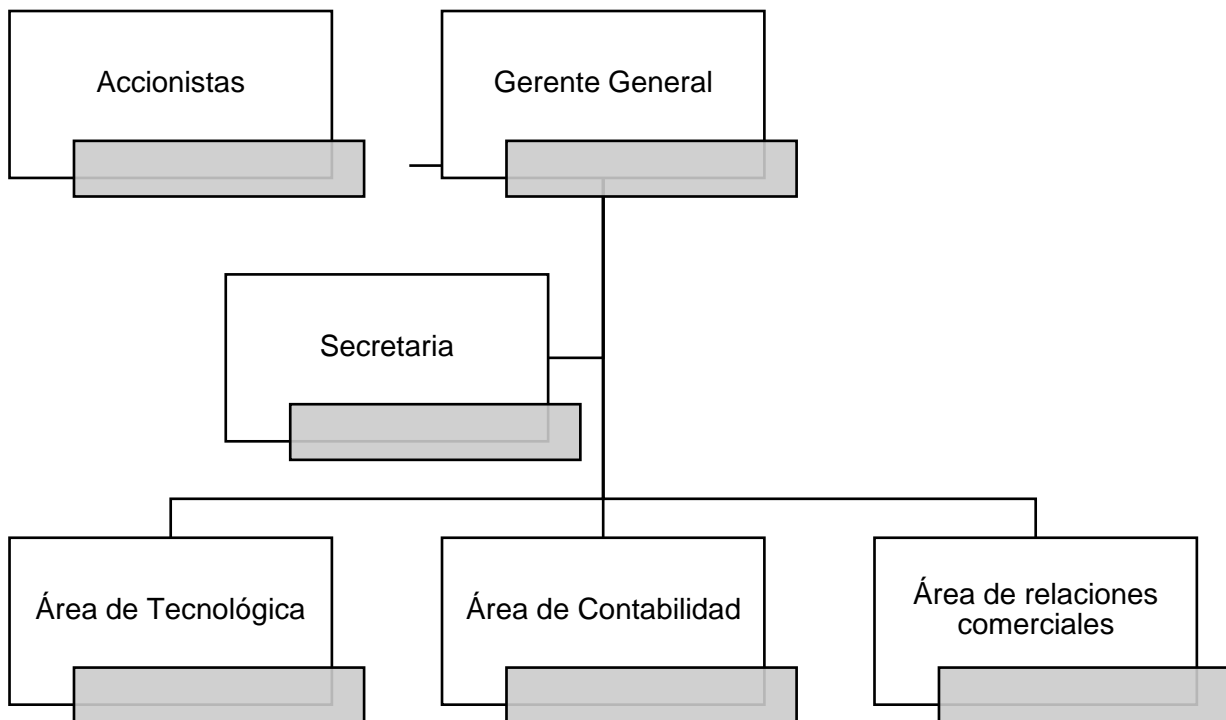 Accionistas
Gerente General
Secretaria
Área de Tecnológica
Área de Contabilidad
Área de relaciones
comerciales